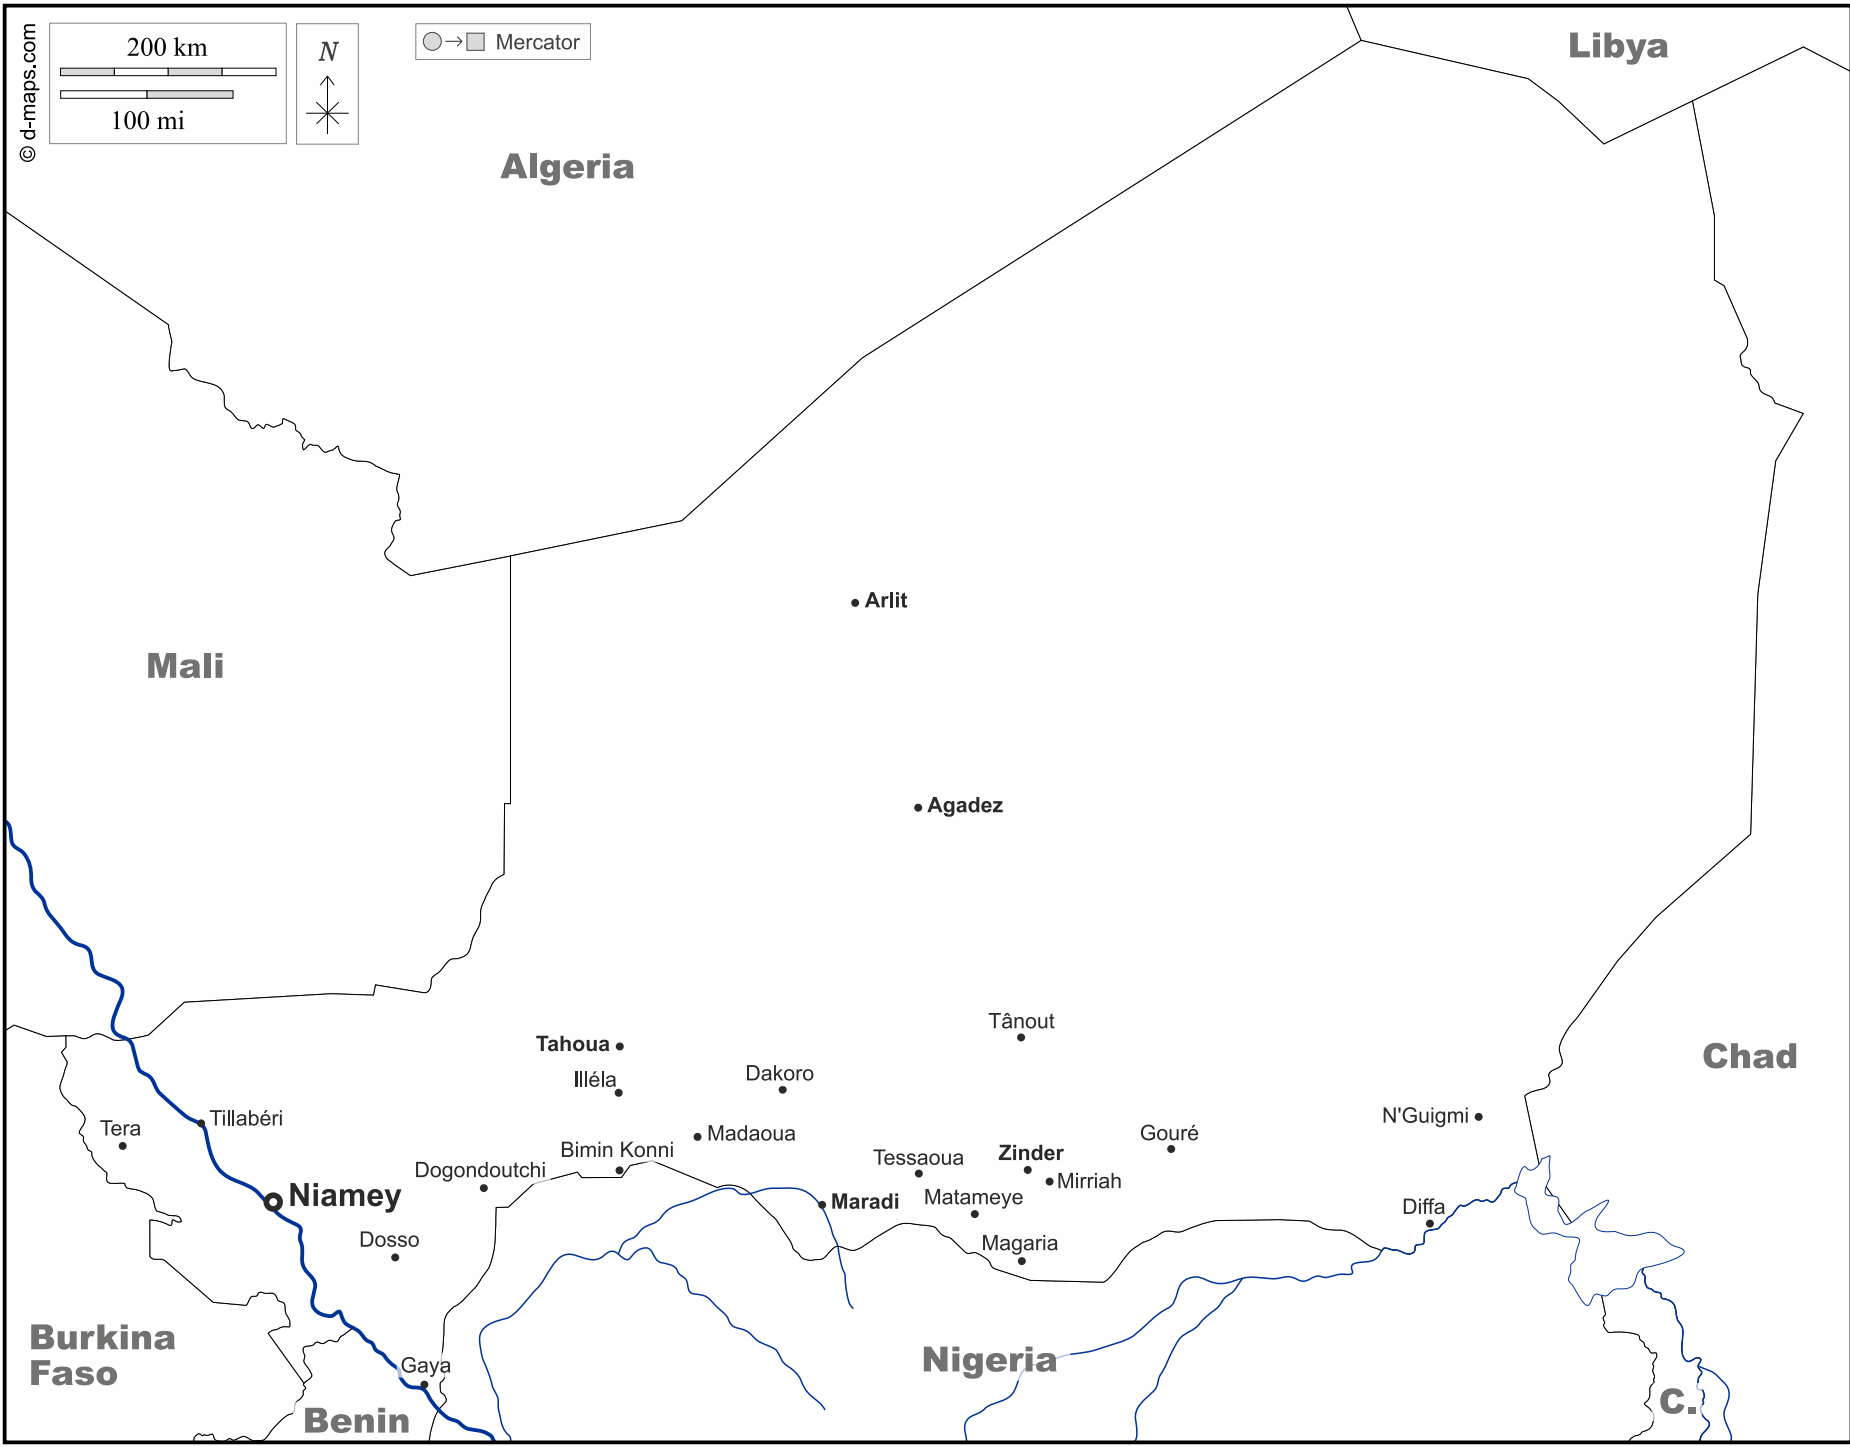 © d-maps.com
200 km
100 mi
N
Mercator
Libya
Algeria
Mali
Arlit
Agadez
Tânout
Tahoua
Illéla
Dakoro
Chad
Tera
Tillabéri
Madaoua
N'Guigmi
Gouré
Bimin Konni
Tessaoua
Zinder
Dogondoutchi
Mirriah
Niamey
Maradi
Matameye
Diffa
Dosso
Magaria
Burkina
Faso
Gaya
Nigeria
Benin
C.